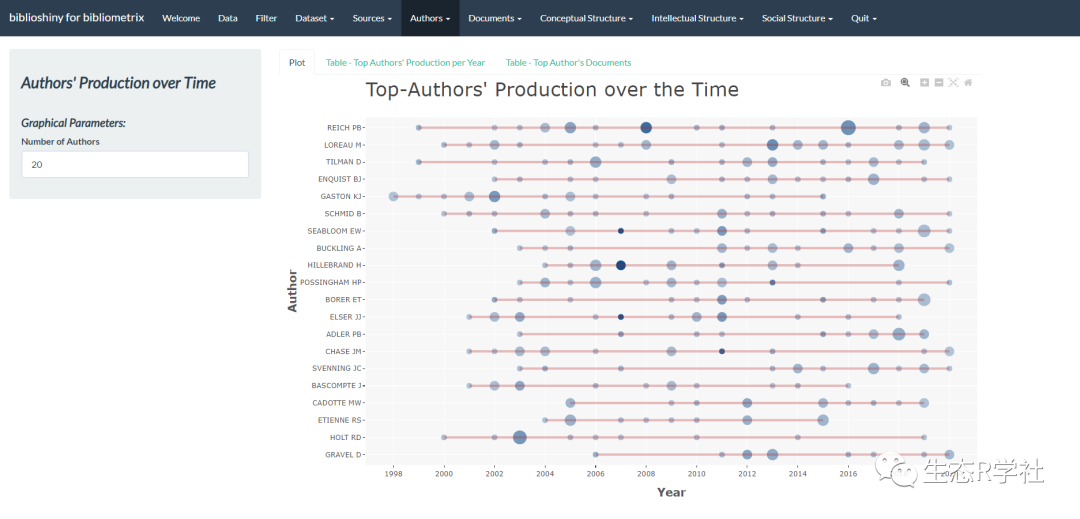 biblioshiny for bibliometrix Welcome Data Filter Dataset Sources Authors Documents Conceptual Structure Intellectual Structure Social Structure Quit
Authors' Production over Time
Graphical Parameters:
Number of Authors
20
Plot Table - Top Authors' Production per Year Table - Top Author's Documents
Top-Authors' Production over the Time
Author
REICH PB
LOREAU M
TILMAN D
ENQUIST BJ
GASTON KJ
SCHMID B
SEABLOOM EW
BUCKLING A
HILLEBRAND H
POSSINGHAM HP
BORER ET
ELSER JJ
ADLER PB
CHASE JM
SVENNING JC
BASCOMPTE J
CADOTTE MW
ETIENNE RS
HOLT RD
GRAVEL D
1998 2000 2002 2004 2006 2008 2010 2012 2014 2016
Year
生态R学社